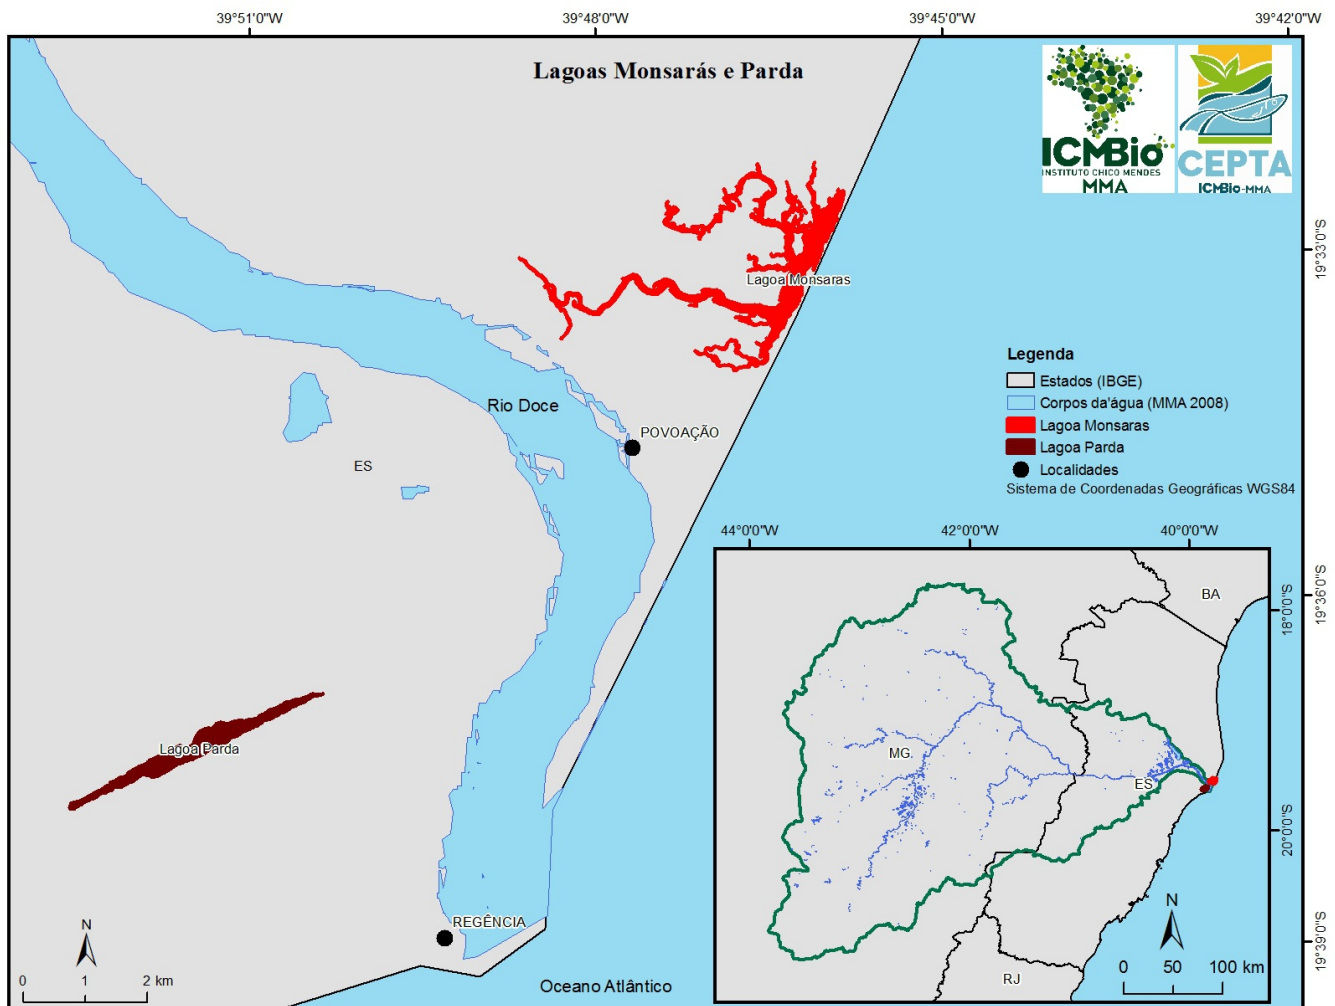 39°51'0"W
39°48'0"W
39°45'0"W
39°42'0"W
Lagoas Monsarás e Parda
ICMBio
INSTITUTO CHICO MENDES
MMA
CEPTA
ICMBio-MMA
19°33'0"S
Lagoa Monsaras
Legenda
Estados (IBGE)
Corpos da'água (MMA 2008)
Lagoa Monsaras
Lagoa Parda
Localidades
Sistema de Coordenadas Geográficas WGS84
Rio Doce
POVOAÇÃO
ES
44°0'0"W
42°0'0"W
40°0'0"W
BA
18°0'0"S
19°36'0"S
MG
ES
Lagoa Parda
20°0'0"S
REGÊNCIA
N
0 1 2 km
N
0 50 100 km
RJ
19°39'0"S
Oceano Atlântico